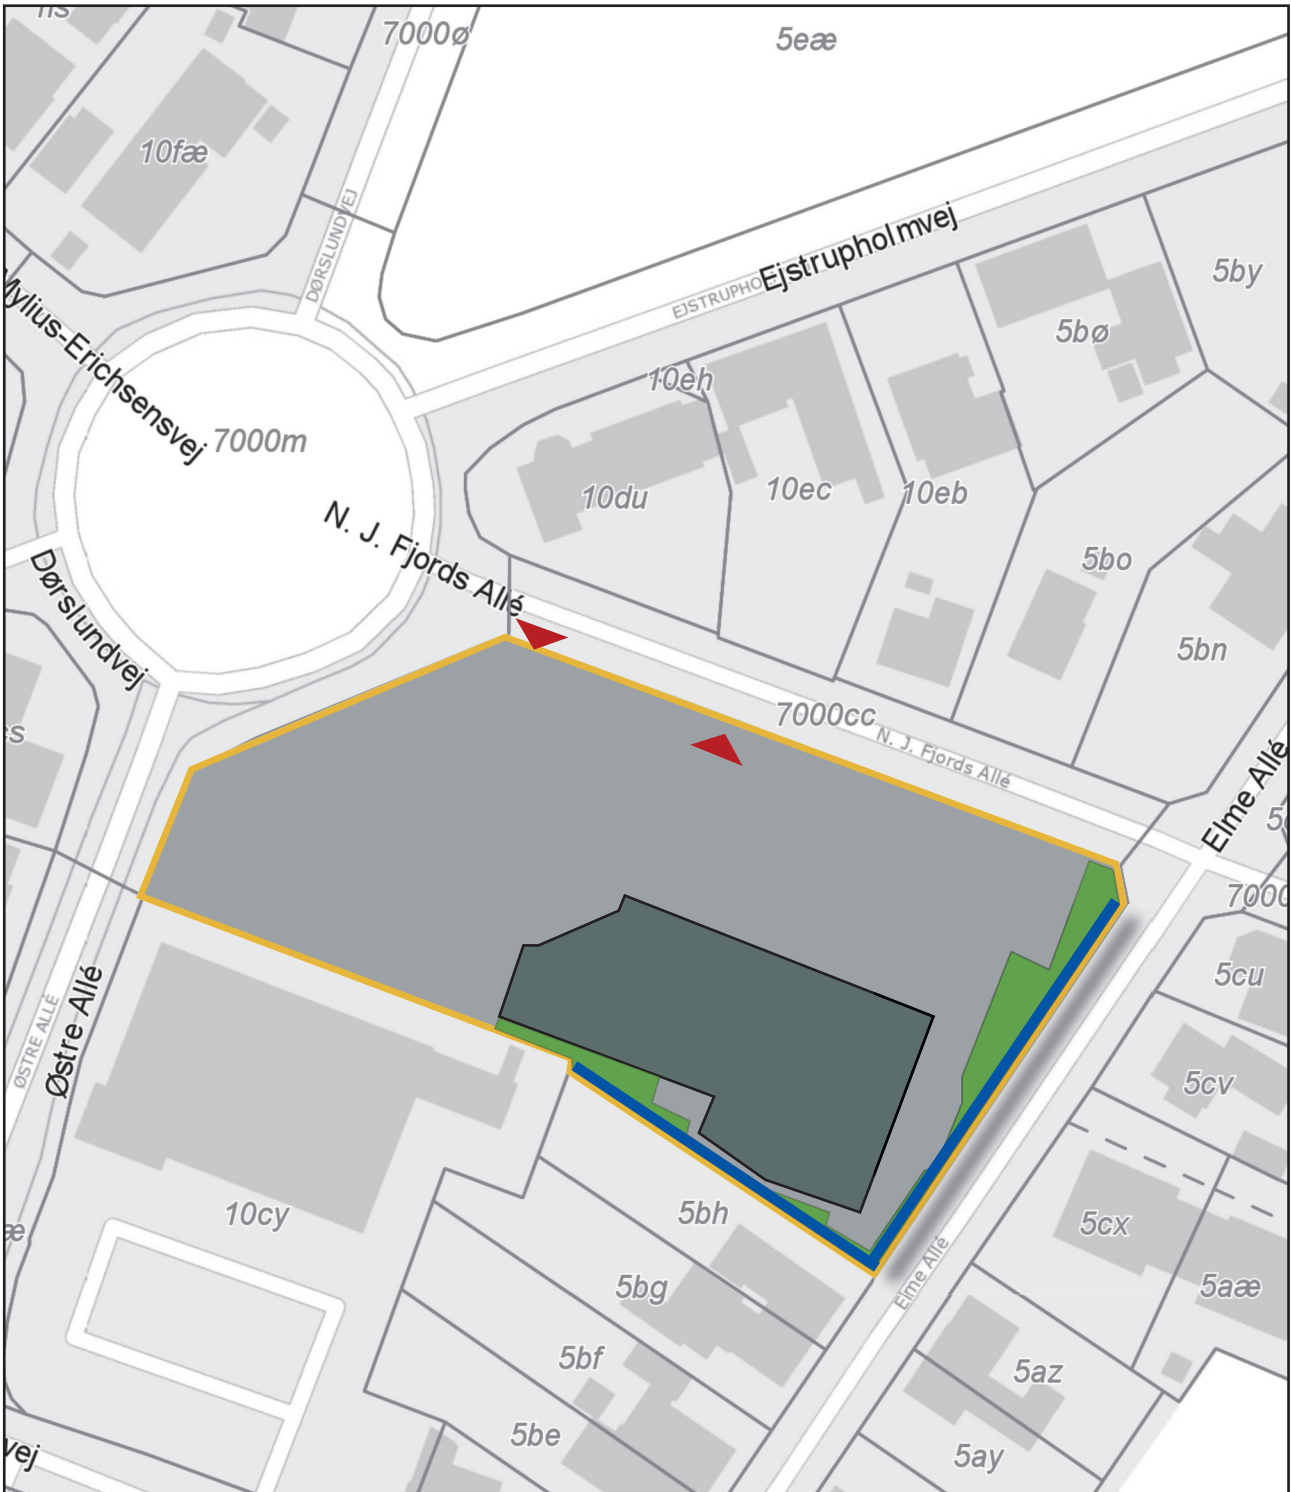 7000ø
5eæ
10fæ
DØRSLUNDVEJ
Ejstrupholmvej
EJSTRUPHO
5by
5bø
Mylius-Erichsensvej
7000m
10eh
10du
10ec
10eb
N. J. Fjords Allé
5bo
5bn
Dørslundvej
7000cc
N. J. Fjords Allé
Elme Allé
7000
5cu
Østre Allé
ØSTRE ALLÉ
5cv
10cy
5bh
5cx
Elme Allé
5bg
5aæ
5bf
5az
5be
5ay
vej